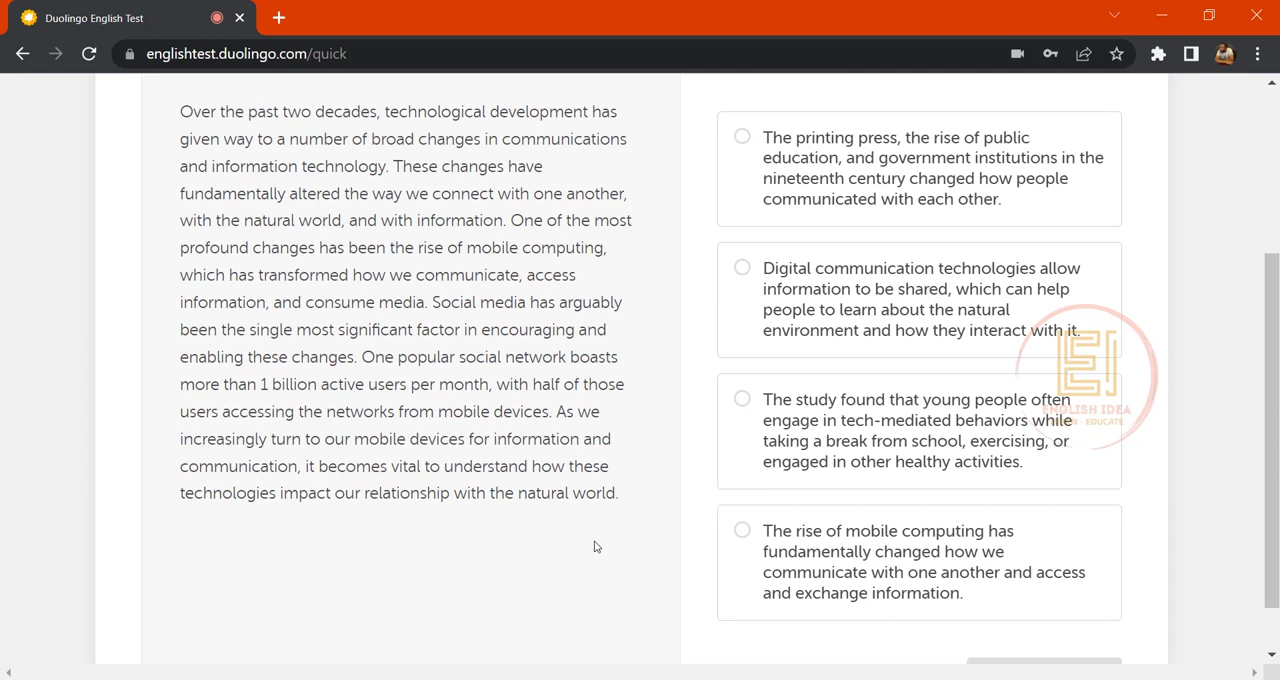 Duolingo English Test
englishtest.duolingo.com/quick
Over the past two decades, technological development has
given way to a number of broad changes in communications
and information technology. These changes have
fundamentally altered the way we connect with one another,
with the natural world, and with information. One of the most
profound changes has been the rise of mobile computing,
which has transformed how we communicate, access
information, and consume media. Social media has arguably
been the single most significant factor in encouraging and
enabling these changes. One popular social network boasts
more than 1 billion active users per month, with half of those
users accessing the networks from mobile devices. As we
increasingly turn to our mobile devices for information and
communication, it becomes vital to understand how these
technologies impact our relationship with the natural world.
The printing press, the rise of public
education, and government institutions in the
nineteenth century changed how people
communicated with each other.
Digital communication technologies allow
information to be shared, which can help
people to learn about the natural
environment and how they interact with it.
The study found that young people often
engage in tech-mediated behaviors while
taking a break from school, exercising, or
engaged in other healthy activities.
The rise of mobile computing has
fundamentally changed how we
communicate with one another and access
and exchange information.
EI
ENGLISH IDEA
- EDUCATE